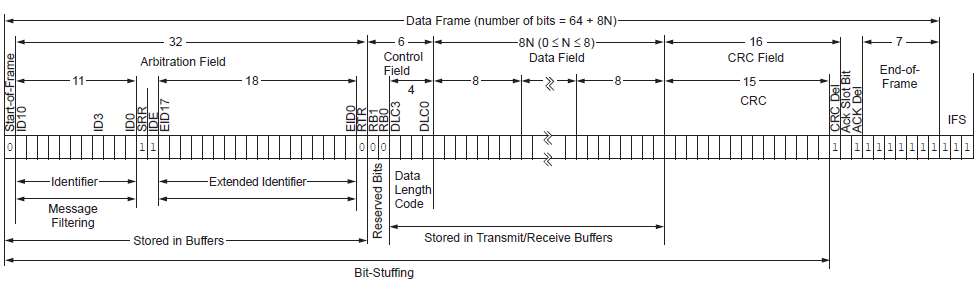 Data Frame (number of bits = 64 + 8N)
32
6
8N (0 ≤ N ≤ 8)
16
7
Arbitration Field
Control
Field
Data Field
CRC Field
End-of-
Frame
11
18
4
8
8
15
CRC
IFS
Start-of-Frame
ID10
ID3
ID0
SRR
IDE
EID17
EID0
RTR
RB1
RB0
DLC3
DLC0
CRC Del
Ack Slot Bit
ACK Del
0 1 1 0 0 0 1 1 1 1 1 1 1 1 1 1 1 1
Identifier
Extended Identifier
Message
Filtering
Reserved Bits
Data
Length
Code
Stored in Buffers
Stored in Transmit/Receive Buffers
Bit-Stuffing